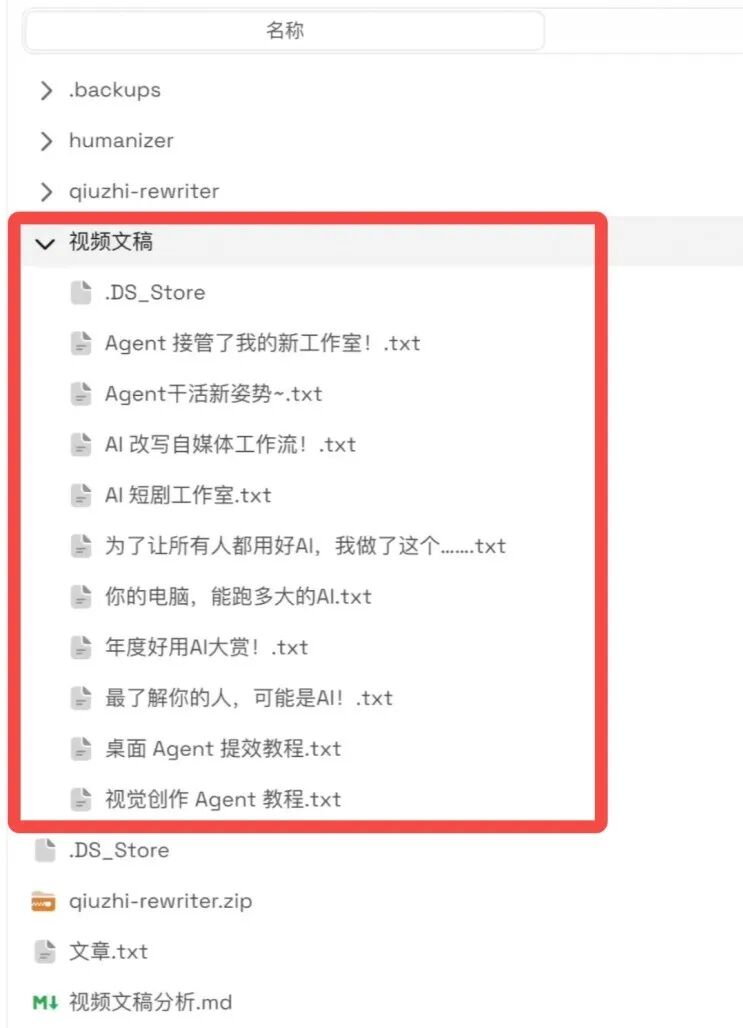 名称
.backups
humanizer
qiuzhi-rewriter
视频文稿
.DS_Store
Agent 接管了我的新工作室！.txt
Agent干活新姿势~.txt
AI 改写自媒体工作流！.txt
AI 短剧工作室.txt
为了让所有人都用好AI，我做了这个…….txt
你的电脑，能跑多大的AI.txt
年度好用AI大赏！.txt
最了解你的人，可能是AI！.txt
桌面 Agent 提效教程.txt
视觉创作 Agent 教程.txt
.DS_Store
qiuzhi-rewriter.zip
文章.txt
M↓ 视频文稿分析.md